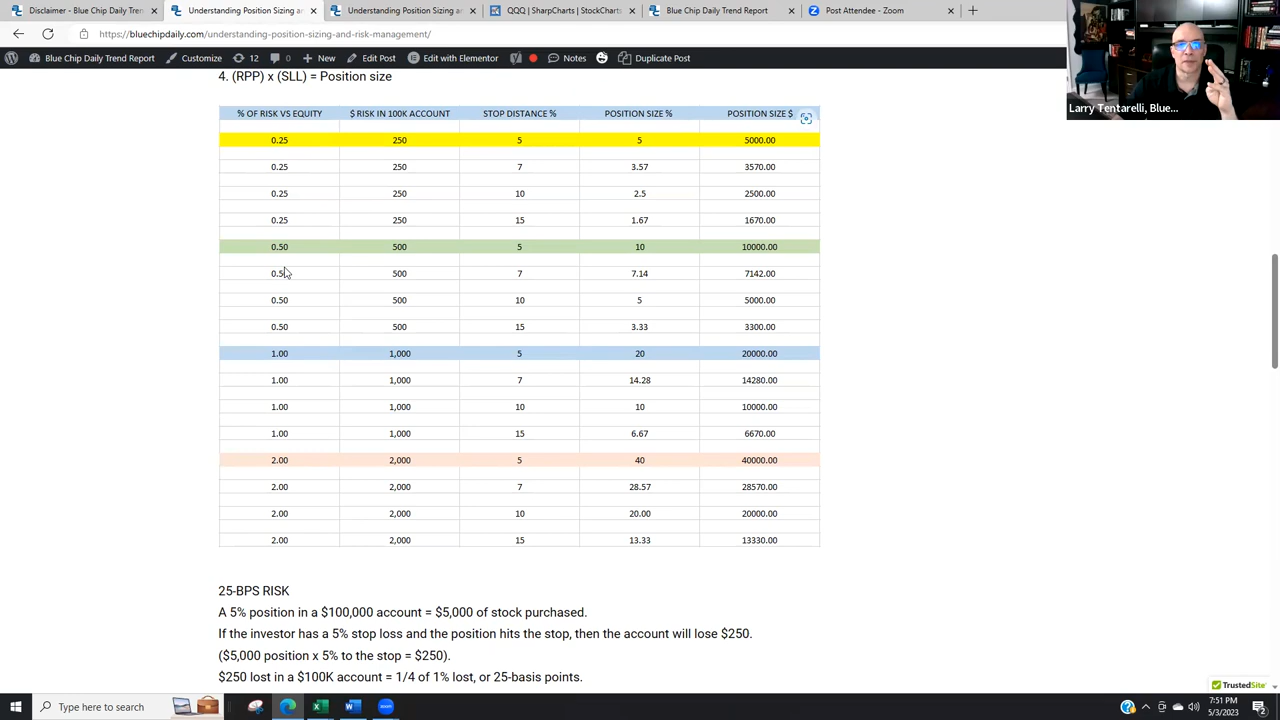 Disclaimer - Blue Chip Daily Trend Report
Understanding Position Sizing an
Understanding Position Sizing an
QQQ | SharpCharts | StockChart
Blue Chip Daily Trend Report
Post Attendee - Zoom
https://bluechipdaily.com/understanding-position-sizing-and-risk-management/
Blue Chip Daily Trend Report Customize 12 0 New Edit Post Edit with Elementor Notes Duplicate Post
Larry Tentarelli, Blue...
4. (RPP) x (SLL) = Position size
% OF RISK VS EQUITY $ RISK IN 100K ACCOUNT STOP DISTANCE % POSITION SIZE % POSITION SIZE $
0.25 250 5 5 5000.00
0.25 250 7 3.57 3570.00
0.25 250 10 2.5 2500.00
0.25 250 15 1.67 1670.00
0.50 500 5 10 10000.00
0.50 500 7 7.14 7142.00
0.50 500 10 5 5000.00
0.50 500 15 3.33 3300.00
1.00 1,000 5 20 20000.00
1.00 1,000 7 14.28 14280.00
1.00 1,000 10 10 10000.00
1.00 1,000 15 6.67 6670.00
2.00 2,000 5 40 40000.00
2.00 2,000 7 28.57 28570.00
2.00 2,000 10 20.00 20000.00
2.00 2,000 15 13.33 13330.00
25-BPS RISK
A 5% position in a $100,000 account = $5,000 of stock purchased.
If the investor has a 5% stop loss and the position hits the stop, then the account will lose $250.
($5,000 position x 5% to the stop = $250).
$250 lost in a $100K account = 1/4 of 1% lost, or 25-basis points.
TrustedSite
Type here to search
7:51 PM
5/3/2023
2